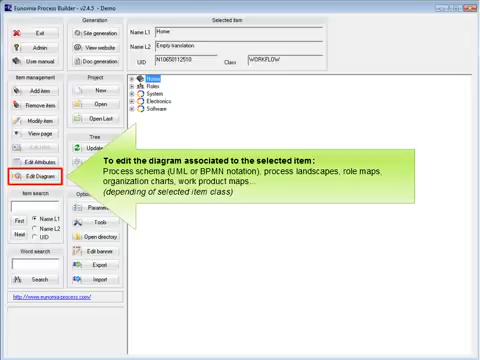 Eunomia Process Builder - v2.4.5 - Demo
Generation
Selected item
Exit
Site generation
Name L1
Home
Admin
View website
Name L2
Empty translation
User manual
Doc generation
UID
N10650112510
Class
WORKFLOW
Item management
Project
Home
Add item
New
Roles
System
Remove item
Open
Electronics
Software
Modify item
Open Last
View page
Tree
Update
Edit Attributes
To edit the diagram associated to the selected item:
Edit Diagram
Process schema (UML or BPMN notation), process landscapes, role maps,
organization charts, work product maps...
(depending of selected item class)
Item search
Name L1
First
Name L2
Tools
Next
UID
Open directory
Word search
Edit banner
Export
Search
Import
http://www.eunomia-process.com/